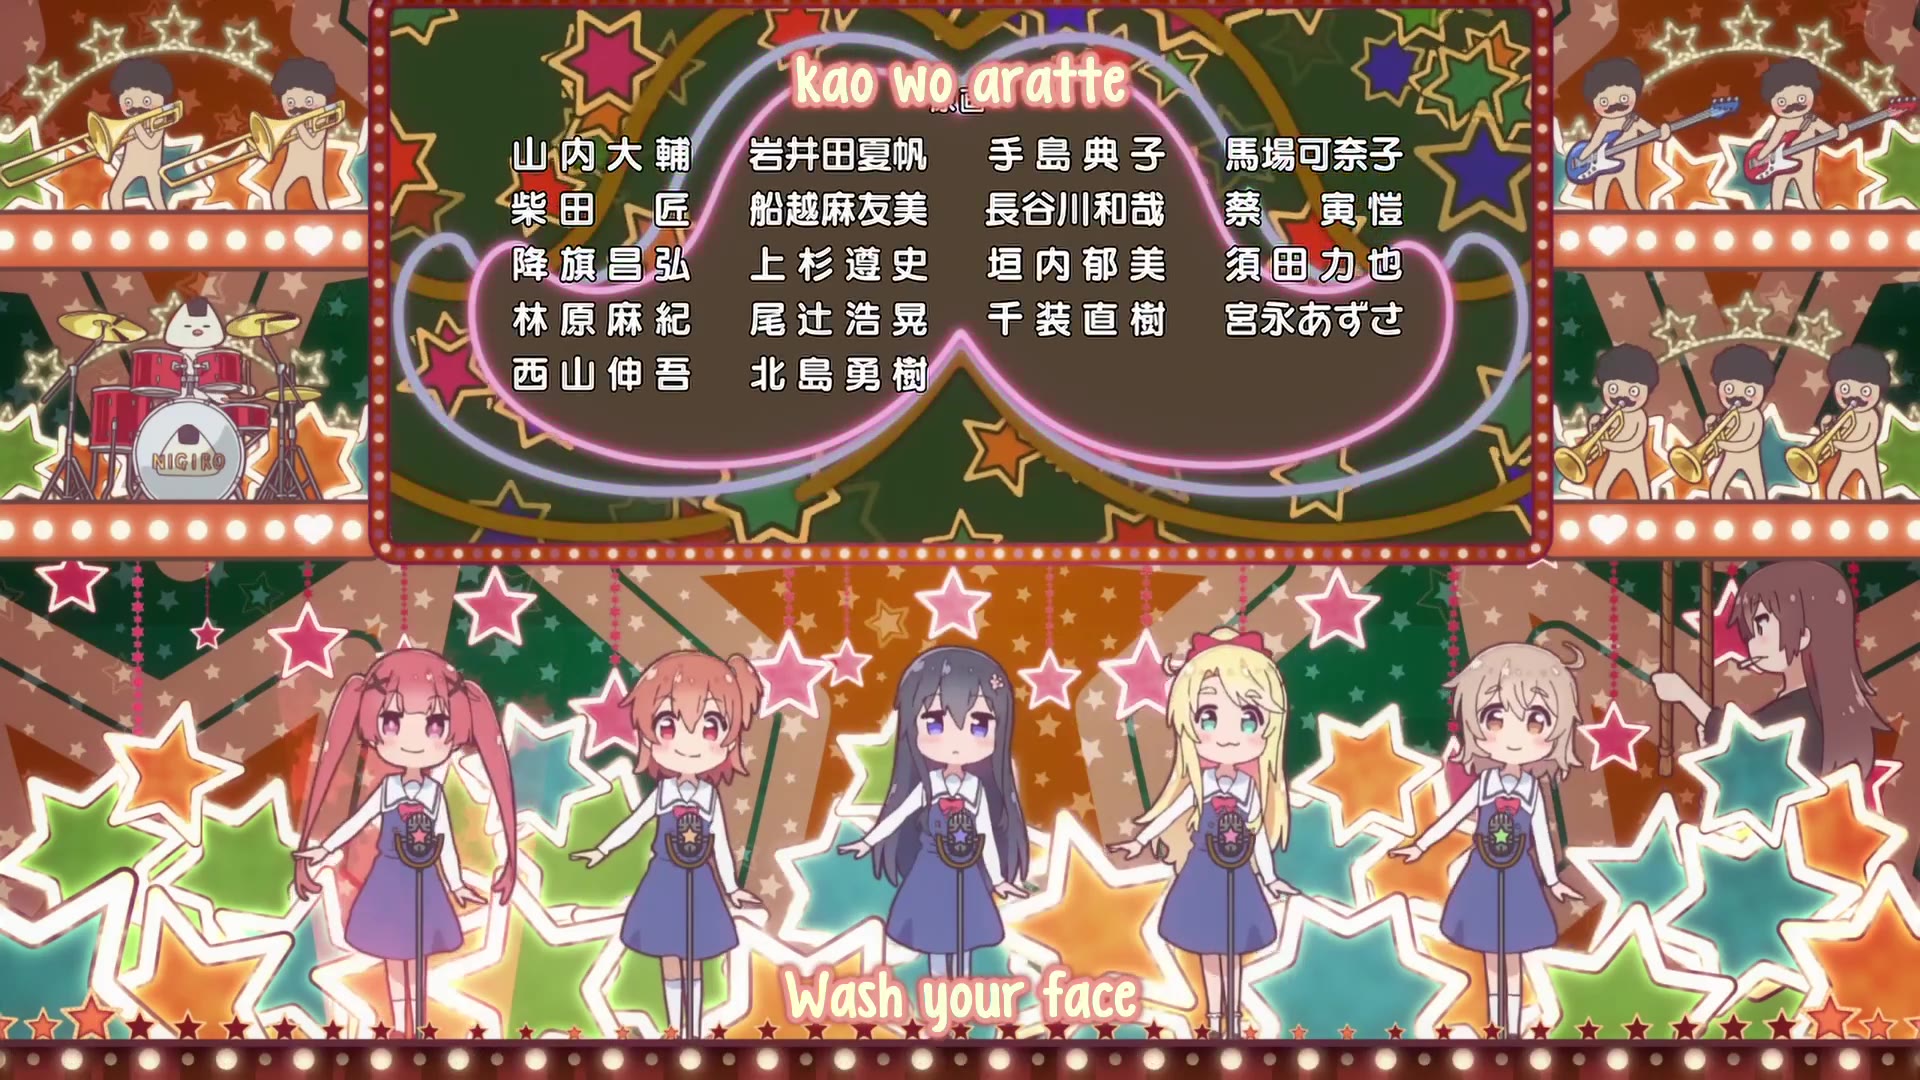 kao wo aratte
原画
山内大輔 岩井田夏帆 手島典子 馬場可奈子
柴田 匠 船越麻友美 長谷川和哉 蔡 寅愷
降旗昌弘 上杉遵史 垣内郁美 須田力也
林原麻紀 尾辻浩晃 千装直樹 宮永あずさ
西山伸吾 北島勇樹
NIGIRO
Wash your face